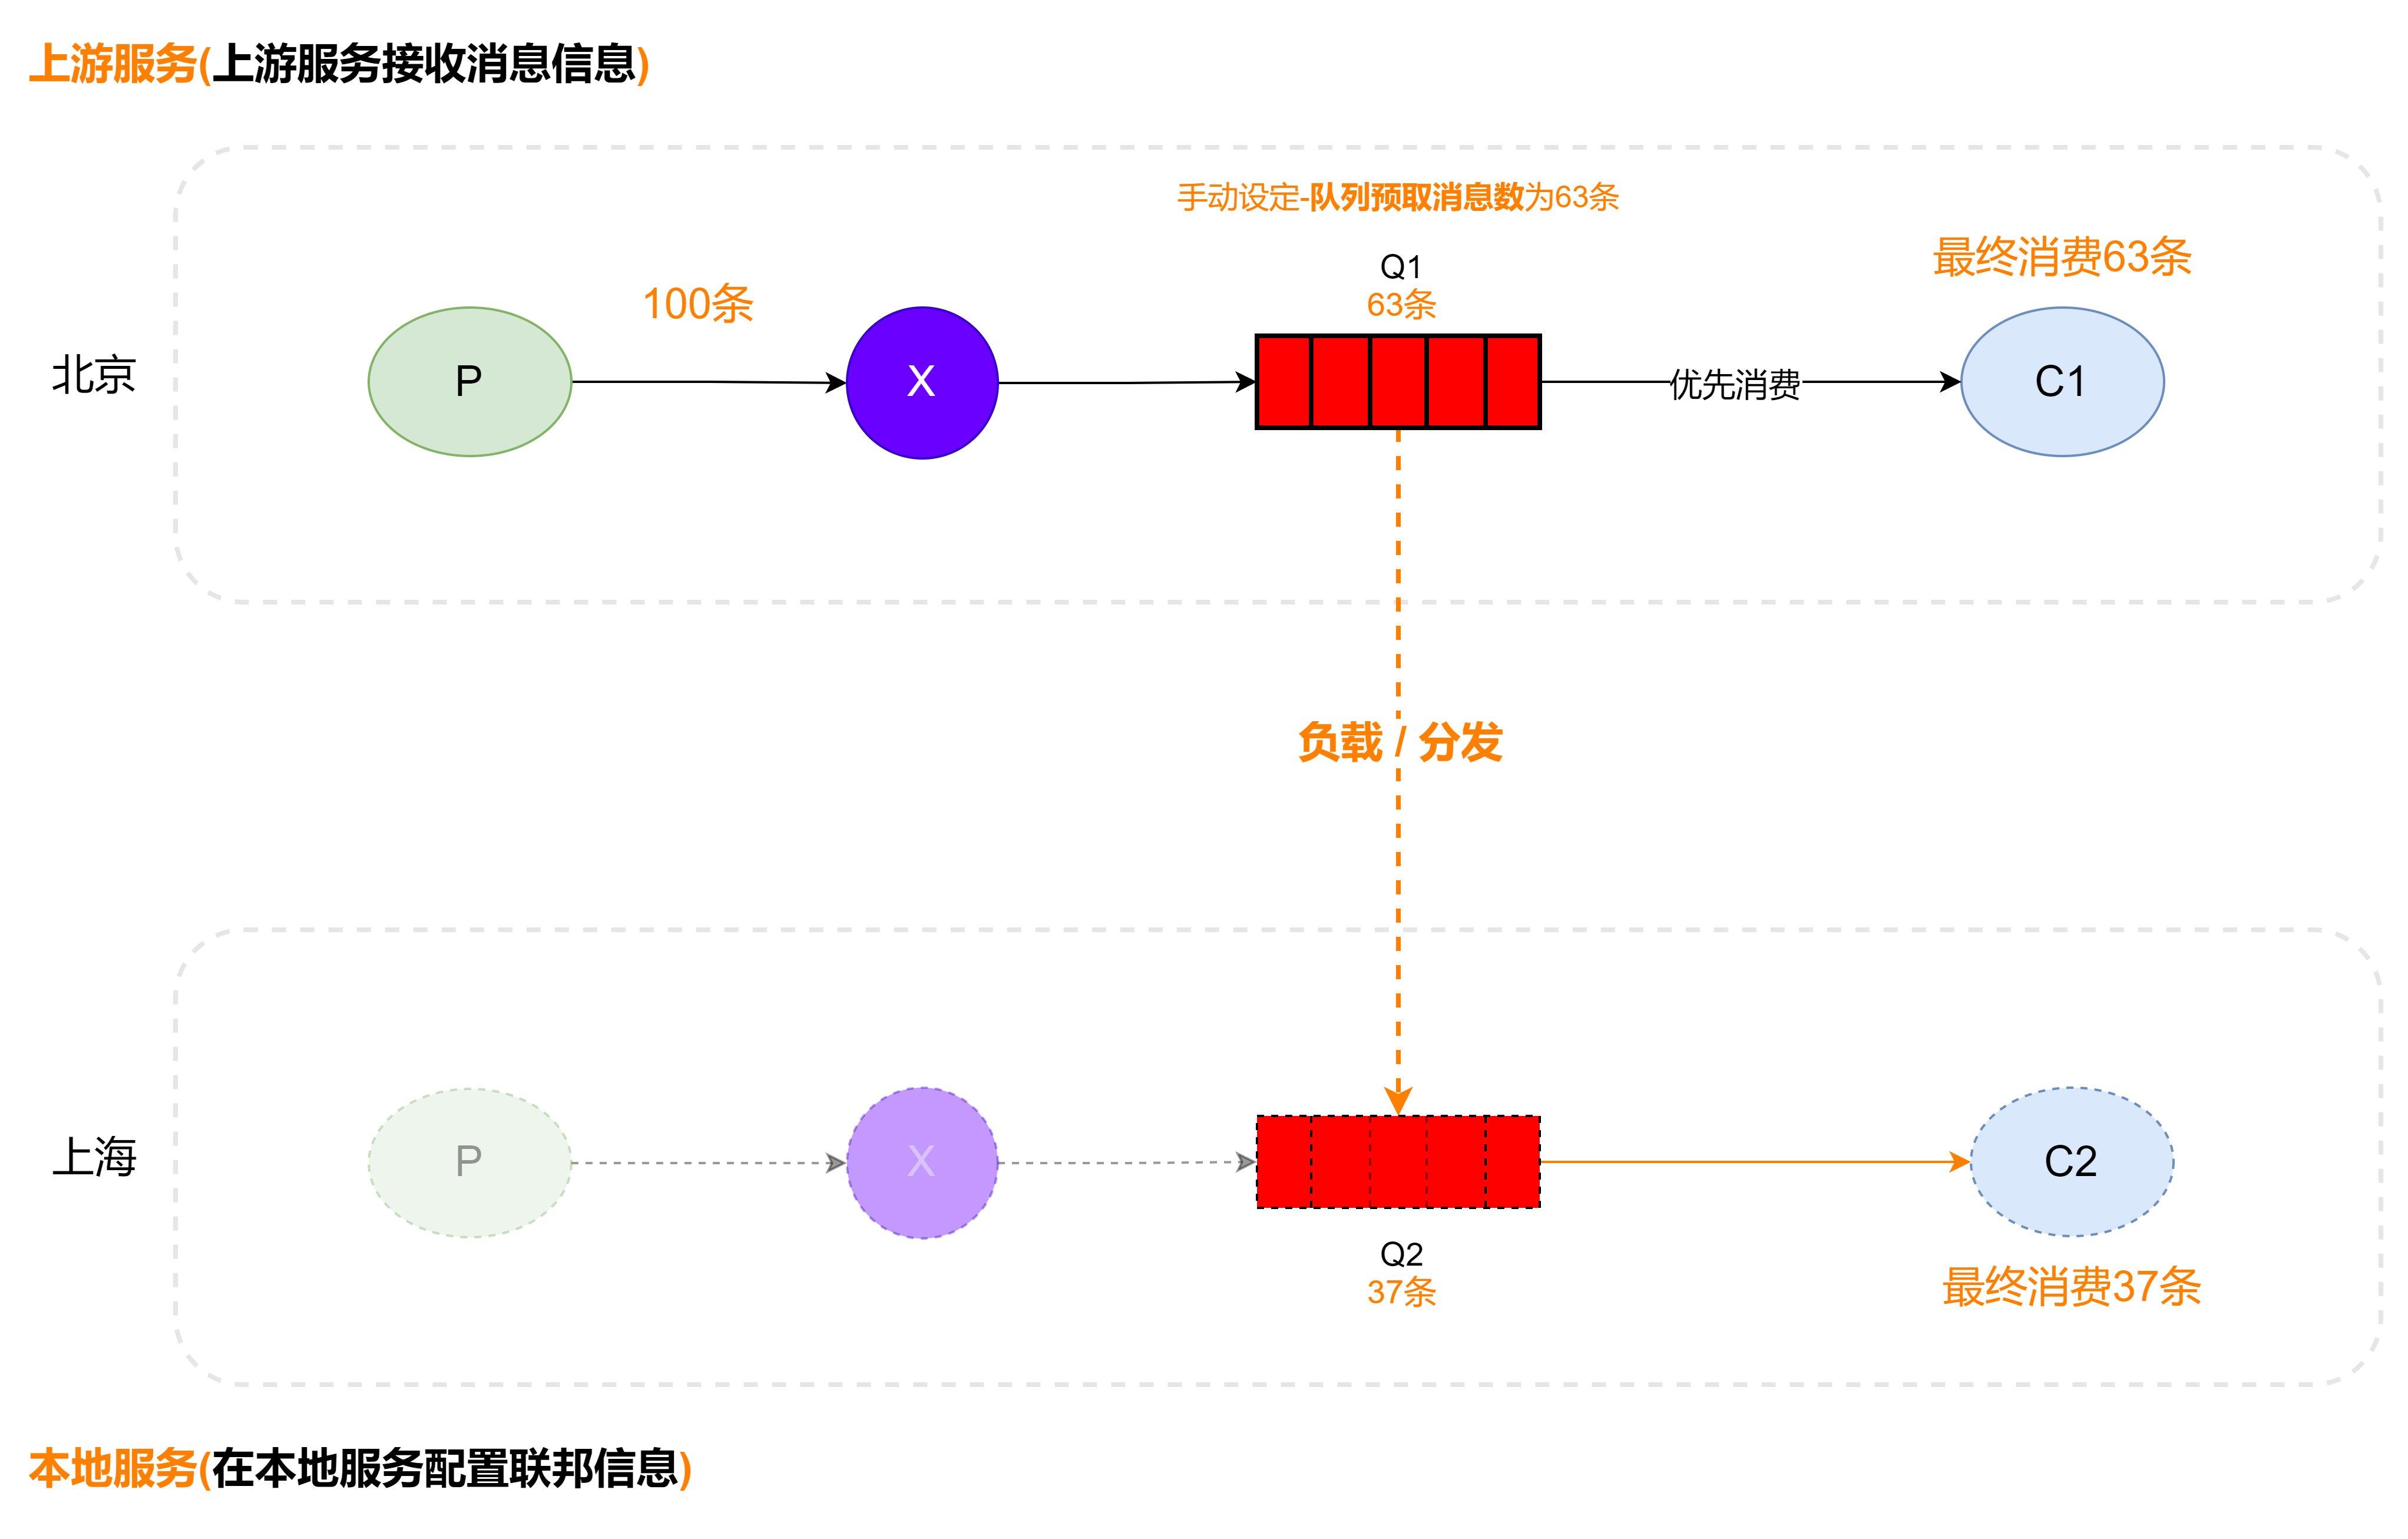 上游服务(上游服务接收消息信息)
手动设定-队列预取消息数为63条
Q1
63条
最终消费63条
100条
北京
P
X
优先消费
C1
负载 / 分发
上海
P
X
C2
Q2
37条
最终消费37条
本地服务(在本地服务配置联邦信息)